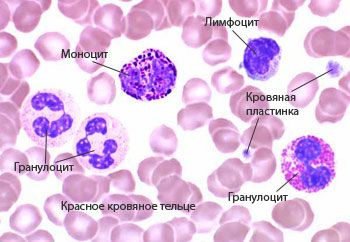 Лимфоцит
Моноцит
Кровяная
пластинка
Гранулоцит
Гранулоцит
Красное кровяное тельце